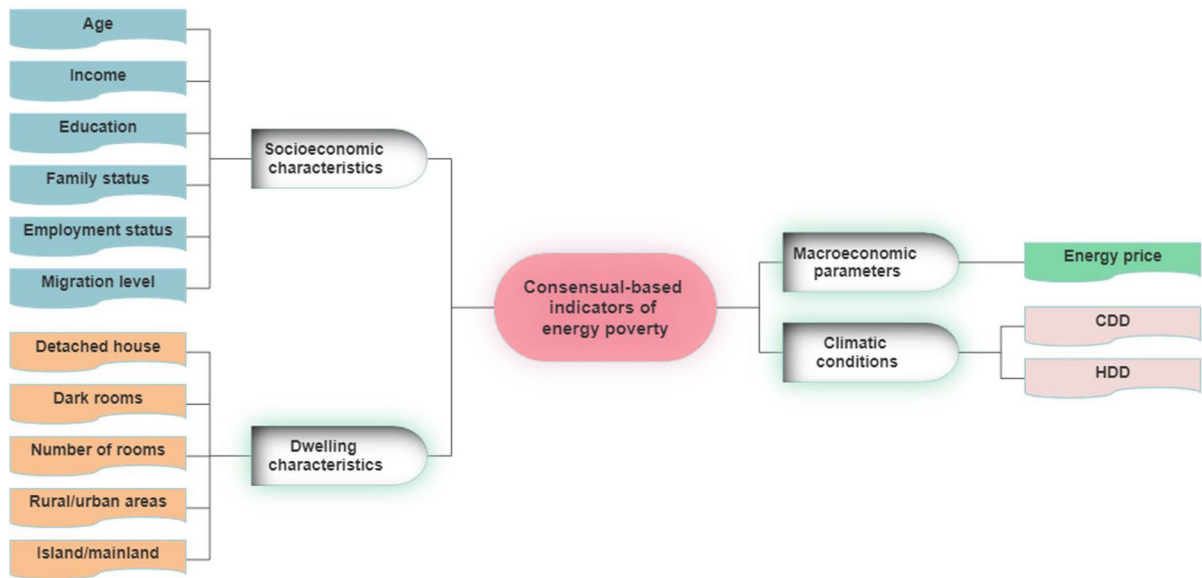 Age
Income
Education
Family status
Employment status
Migration level
Socioeconomic
characteristics
Detached house
Dark rooms
Number of rooms
Rural/urban areas
Island/mainland
Dwelling
characteristics
Consensual-based
indicators of
energy poverty
Macroeconomic
parameters
Energy price
Climatic
conditions
CDD
HDD